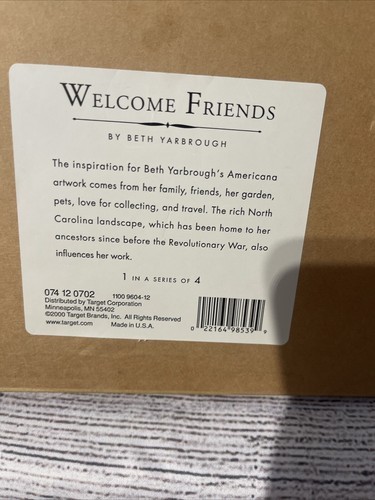 WELCOME FRIENDS
BY BETH YARBROUGH
The inspiration for Beth Yarbrough's Americana
artwork comes from her family, friends, her garden,
pets, love for collecting, and travel. The rich North
Carolina landscape, which has been home to her
ancestors since before the Revolutionary War, also
influences her work.
1 IN A SERIES OF 4
074 12 0702 1100 9604-12
Distributed by Target Corporation
Minneapolis, MN 55402
©2000 Target Brands, Inc. All Rights Reserved
www.target.com Made in U.S.A.
0 22164 98539 9